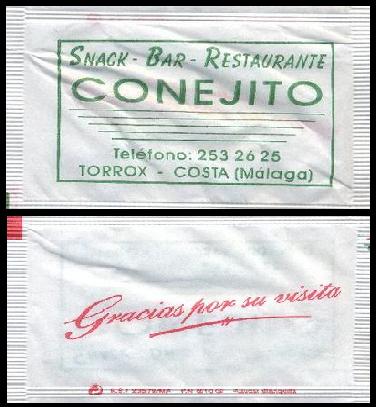 SNACK - BAR - RESTAURANTE
CONEJITO
Teléfono: 253 26 25
TORROX - COSTA (Málaga)
Gracias por su visita